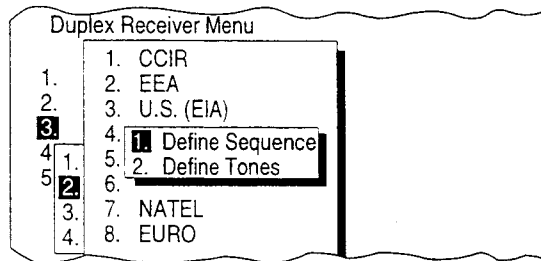 Duplex Receiver Menu
1.
2.
3.
4
5
1.
2.
3.
4.
1. CCIR
2. EEA
3. U.S. (EIA)
4.
5.
6.
7. NATEL
8. EURO
1. Define Sequence
2. Define Tones